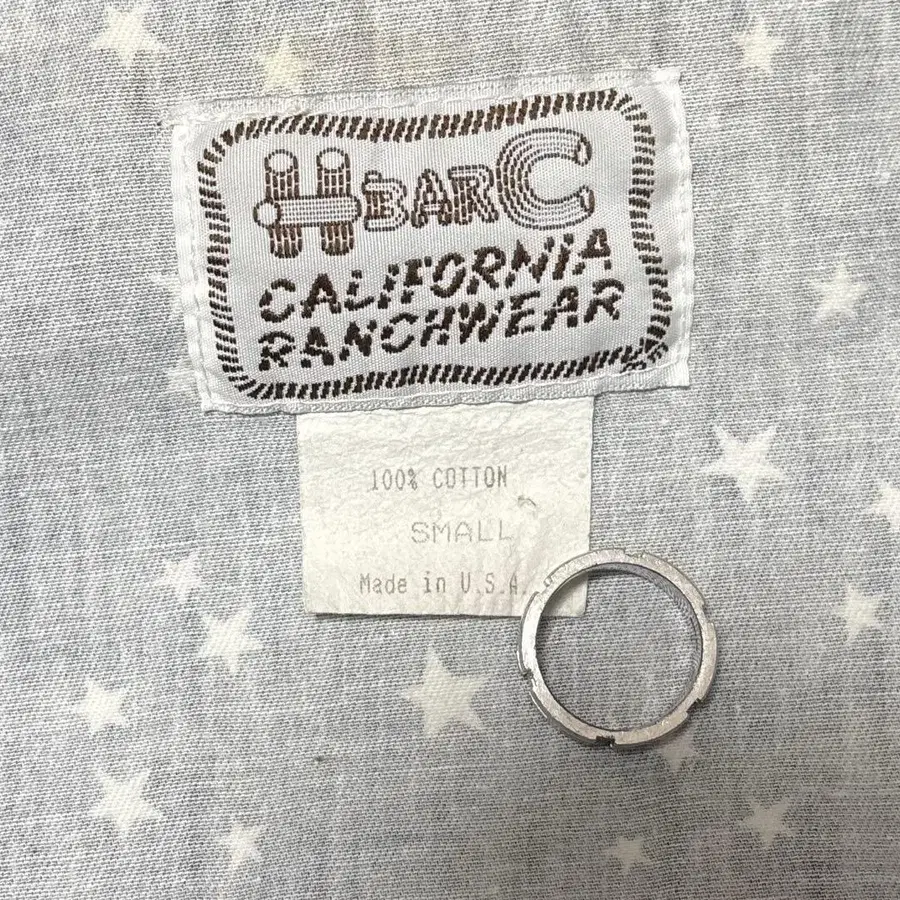 H BAR C
CALIFORNIA
RANCHWEAR
100% COTTON
SMALL
Made in U.S.A.